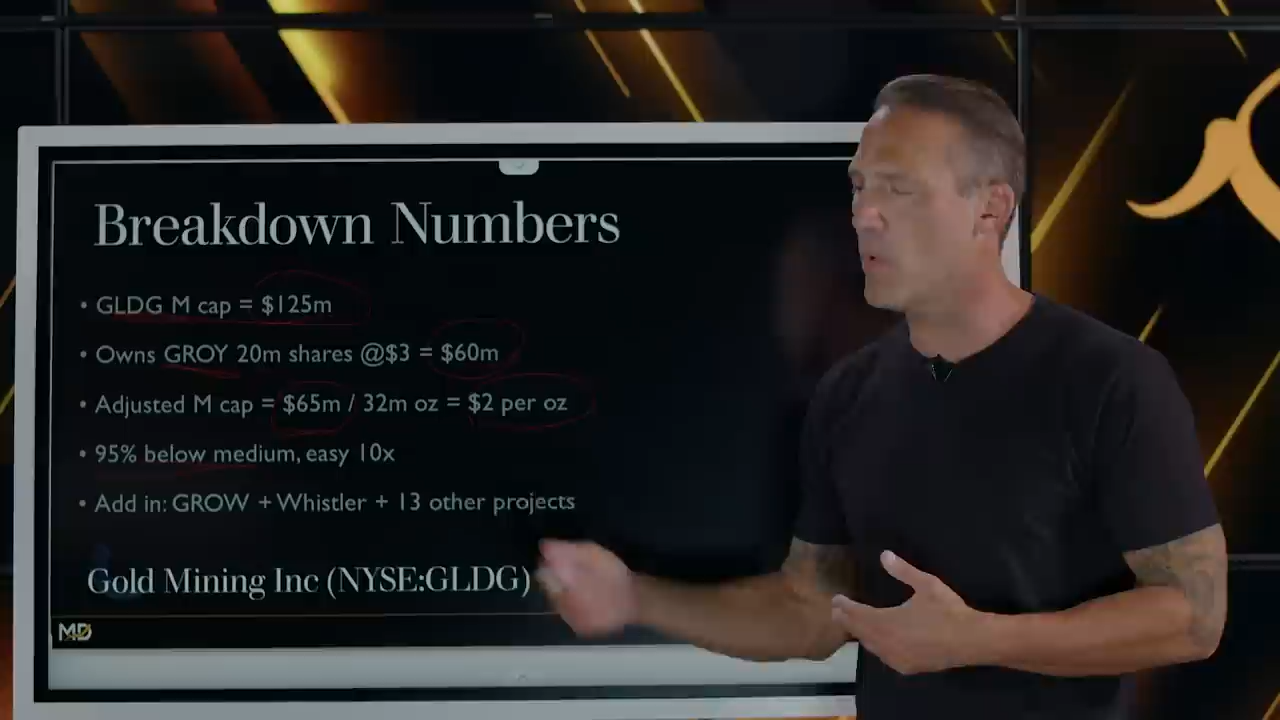 Breakdown Numbers
• GLDG M cap = $125m
• Owns GROY 20m shares @$3 = $60m
• Adjusted M cap = $65m / 32m oz = $2 per oz
• 95% below medium, easy 10x
• Add in: GROW + Whistler + 13 other projects
Gold Mining Inc (NYSE:GLDG)
MD